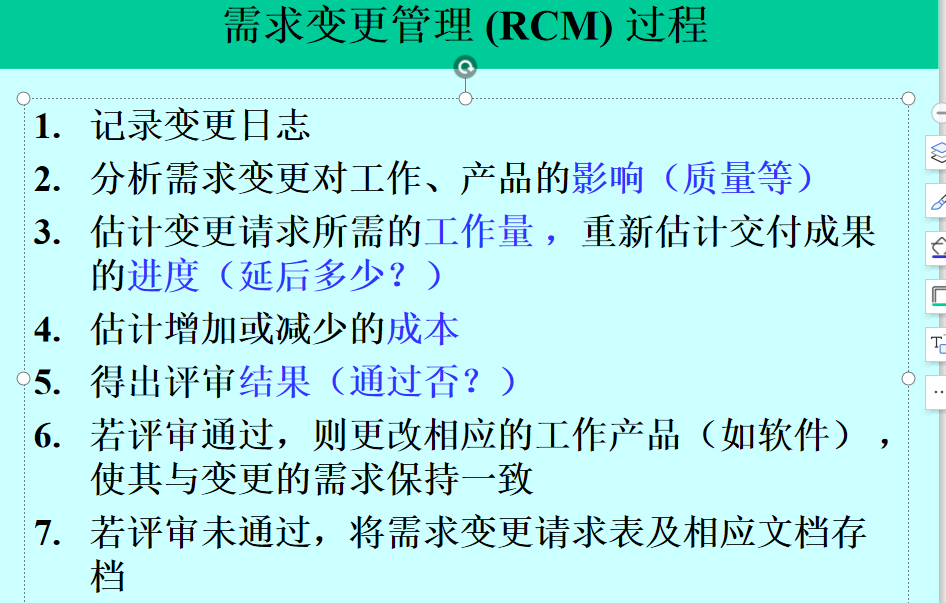 需求变更管理 (RCM) 过程
1. 记录变更日志
2. 分析需求变更对工作、产品的影响（质量等）
3. 估计变更请求所需的工作量 ，重新估计交付成果
的进度（延后多少？）
4. 估计增加或减少的成本
5. 得出评审结果（通过否？）
6. 若评审通过，则更改相应的工作产品（如软件） ，
使其与变更的需求保持一致
7. 若评审未通过，将需求变更请求表及相应文档存
档